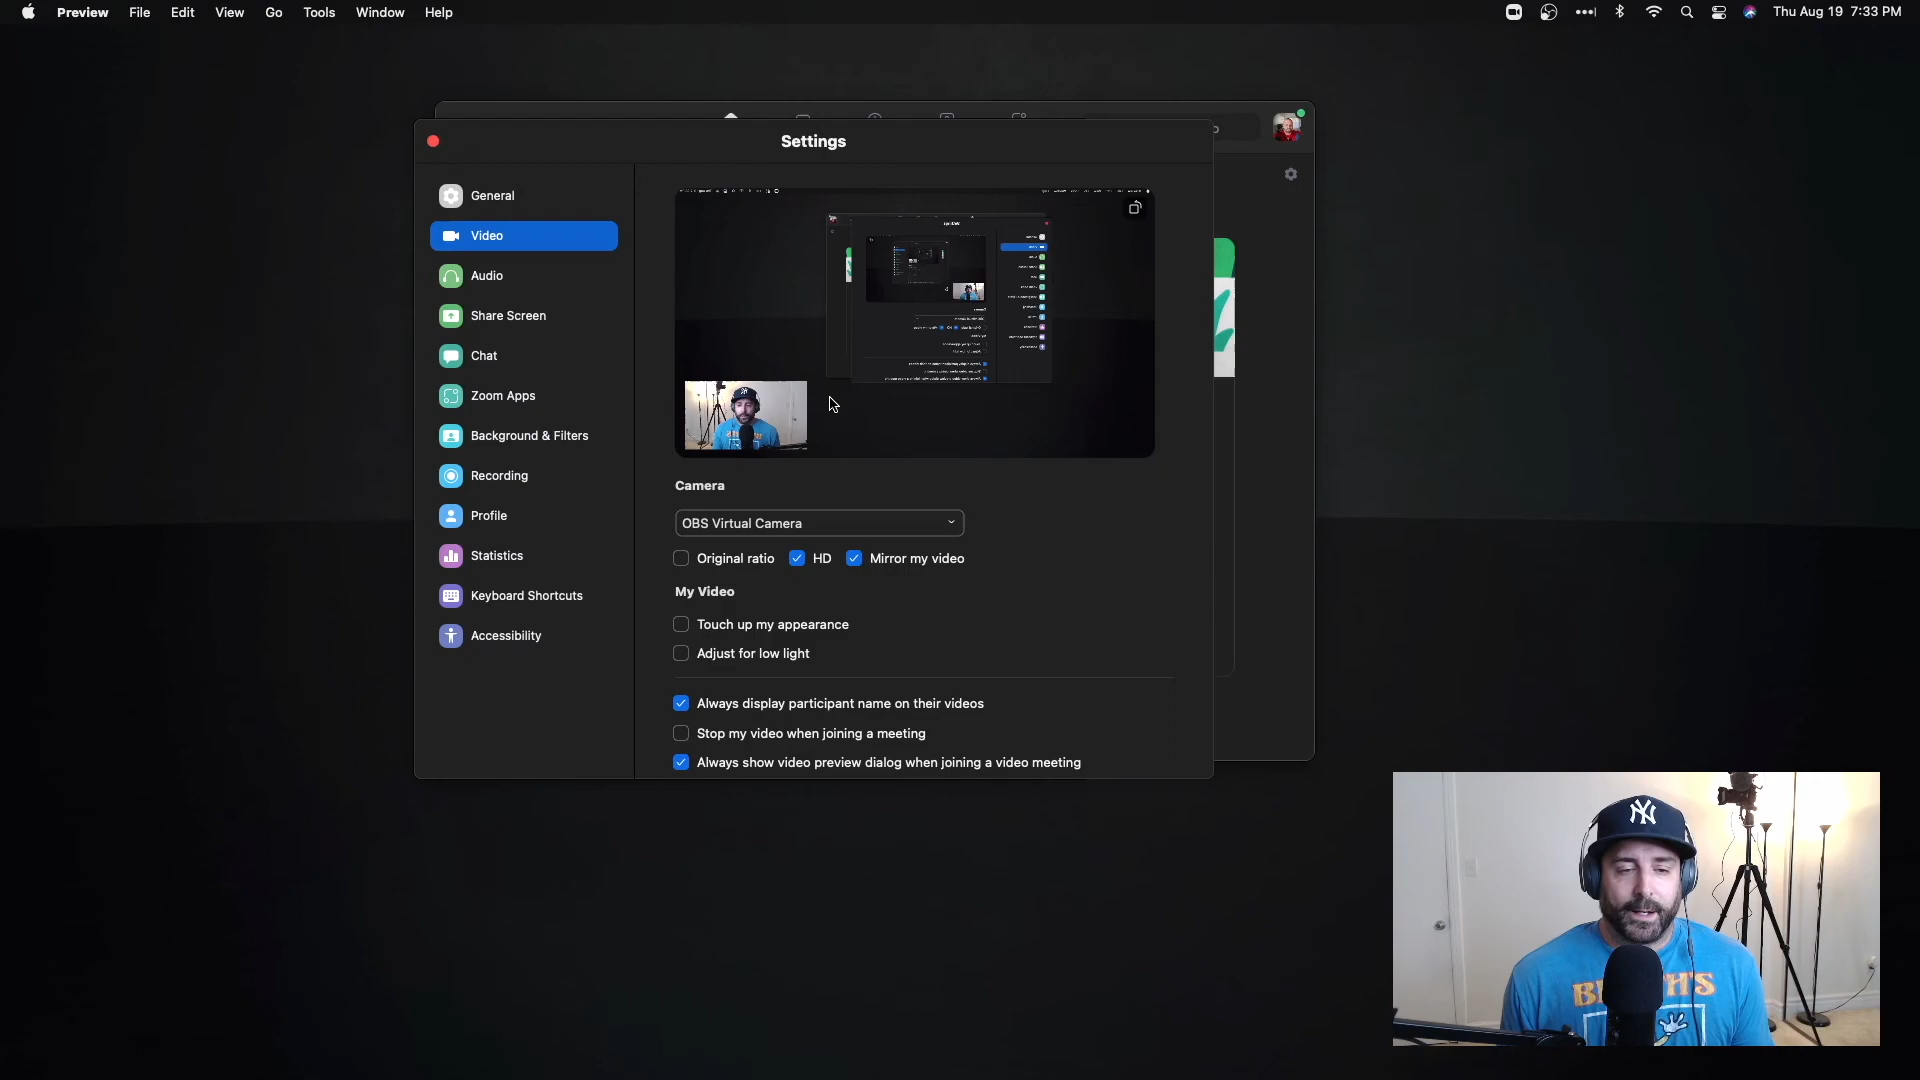 Preview File Edit View Go Tools Window Help
Thu Aug 19 7:33 PM
Settings
General
Video
Audio
Share Screen
Chat
Zoom Apps
Background & Filters
Recording
Profile
Statistics
Keyboard Shortcuts
Accessibility
Camera
OBS Virtual Camera
Original ratio HD Mirror my video
My Video
Touch up my appearance
Adjust for low light
Always display participant name on their videos
Stop my video when joining a meeting
Always show video preview dialog when joining a video meeting
NY